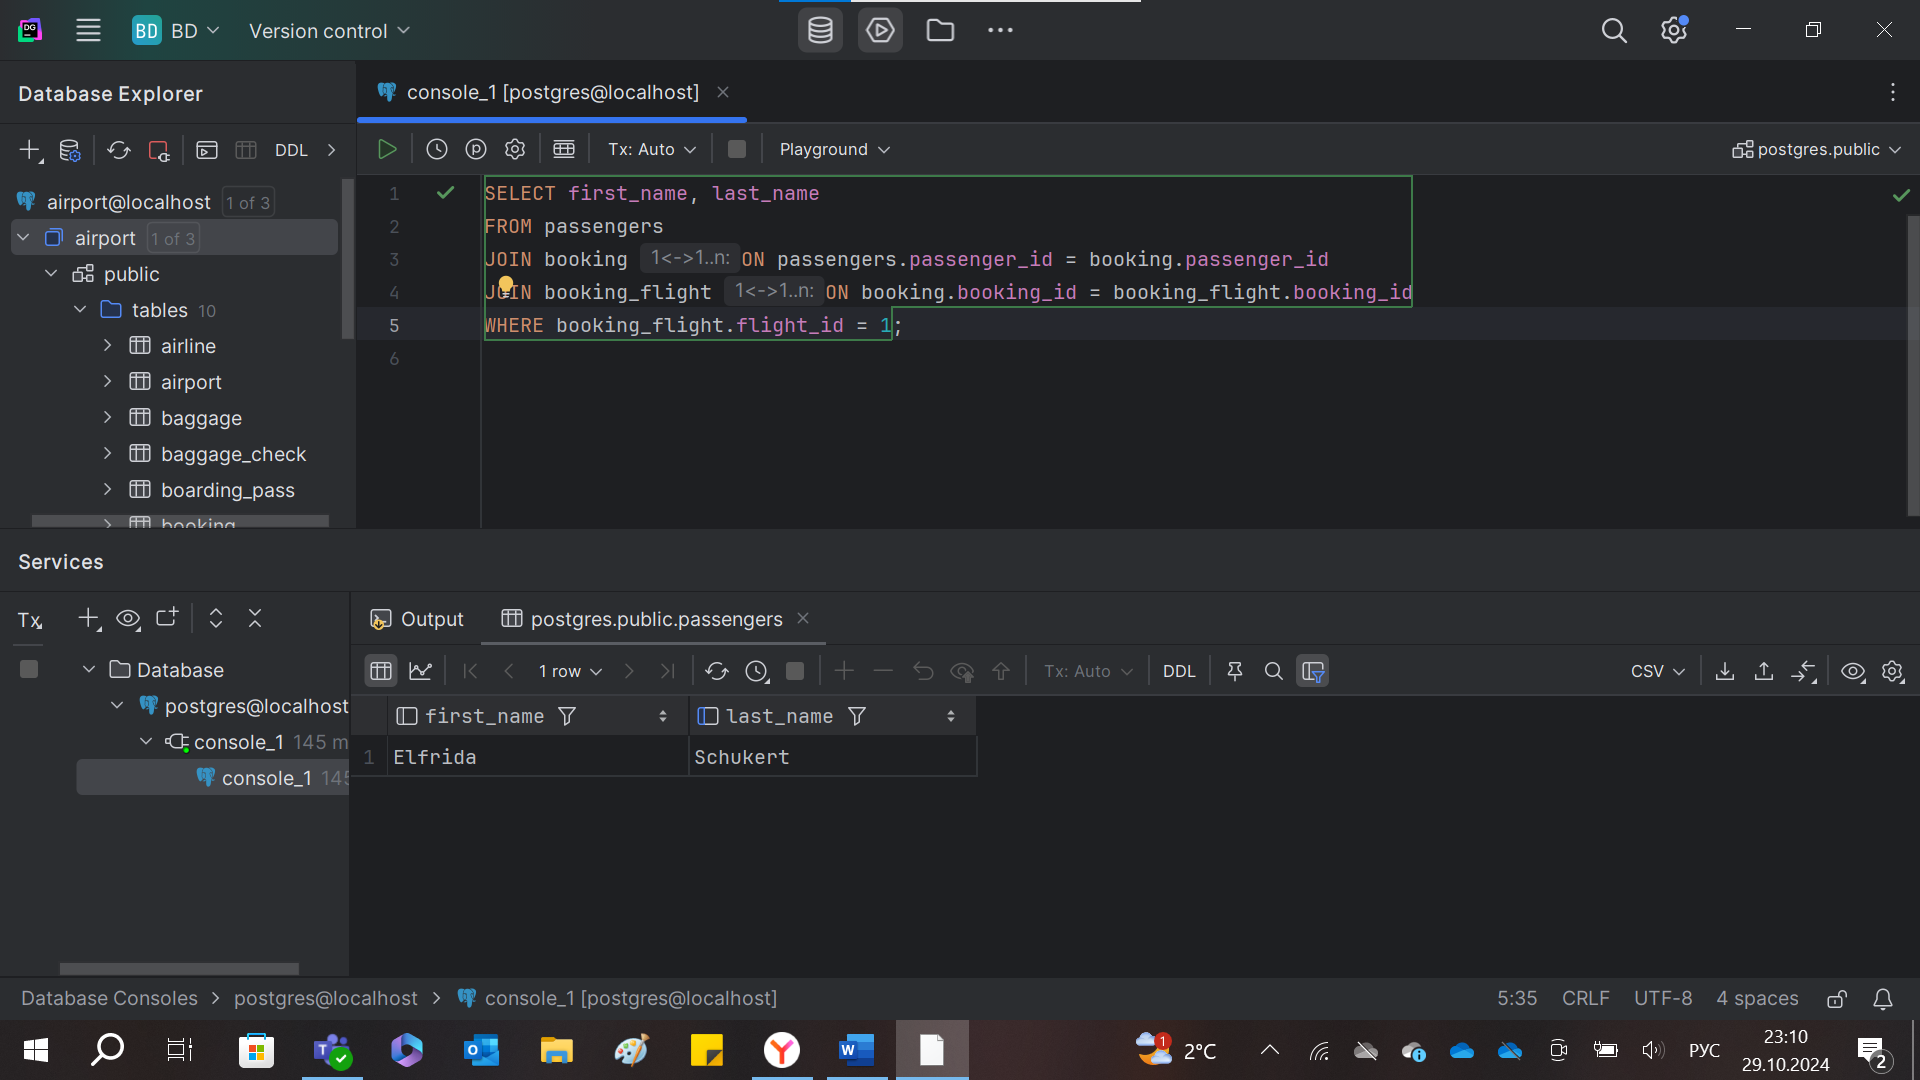 BD BD Version control
Database Explorer
console_1 [postgres@localhost]
DDL
Tx: Auto Playground postgres.public
airport@localhost 1 of 3
airport 1 of 3
public
tables 10
airline
airport
baggage
baggage_check
boarding_pass
booking
1 SELECT first_name, last_name
2 FROM passengers
3 JOIN booking 1<->1..n: ON passengers.passenger_id = booking.passenger_id
4 JOIN booking_flight 1<->1..n: ON booking.booking_id = booking_flight.booking_id
5 WHERE booking_flight.flight_id = 1;
6
Services
Tx
Database
postgres@localhost
console_1 145 m
console_1 145
Output postgres.public.passengers
1 row Tx: Auto DDL CSV
first_name last_name
1 Elfrida Schukert
Database Consoles postgres@localhost console_1 [postgres@localhost] 5:35 CRLF UTF-8 4 spaces
1 2°C РУС 23:10
29.10.2024 2